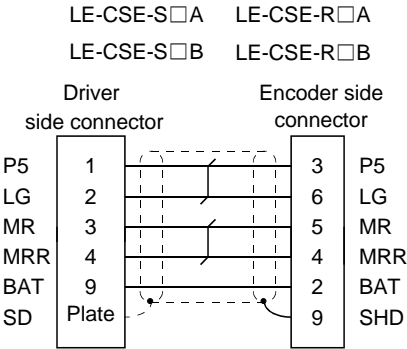 LE-CSE-S□A LE-CSE-R□A
LE-CSE-S□B LE-CSE-R□B
Driver side connector
Encoder side connector
P5 1 3 P5
LG 2 6 LG
MR 3 5 MR
MRR 4 4 MRR
BAT 9 2 BAT
SD Plate 9 SHD